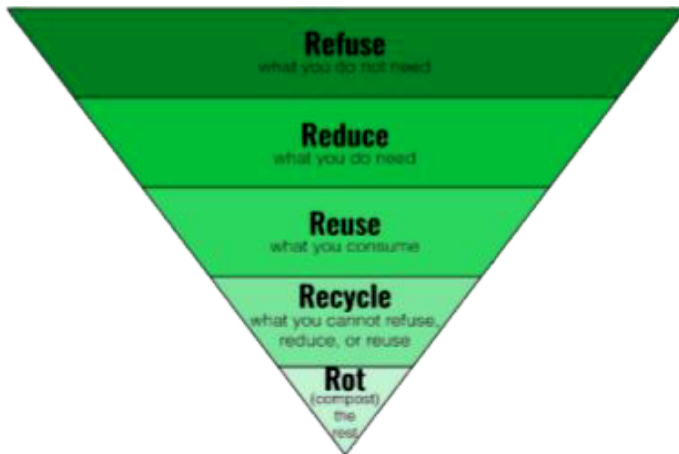 Refuse
what you do not need
Reduce
what you do need
Reuse
what you consume
Recycle
what you cannot refuse,
reduce, or reuse
Rot
(compost)
the
rest